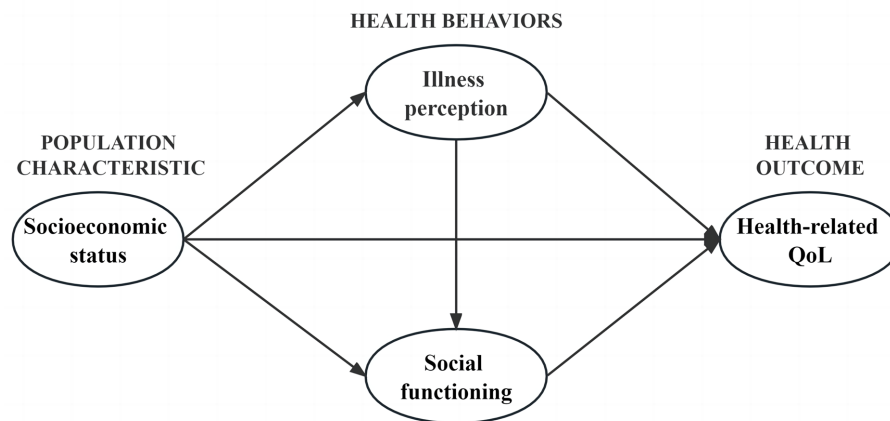 HEALTH BEHAVIORS
Illness
perception
POPULATION
CHARACTERISTIC
Socioeconomic
status
HEALTH
OUTCOME
Health-related
QoL
Social
functioning